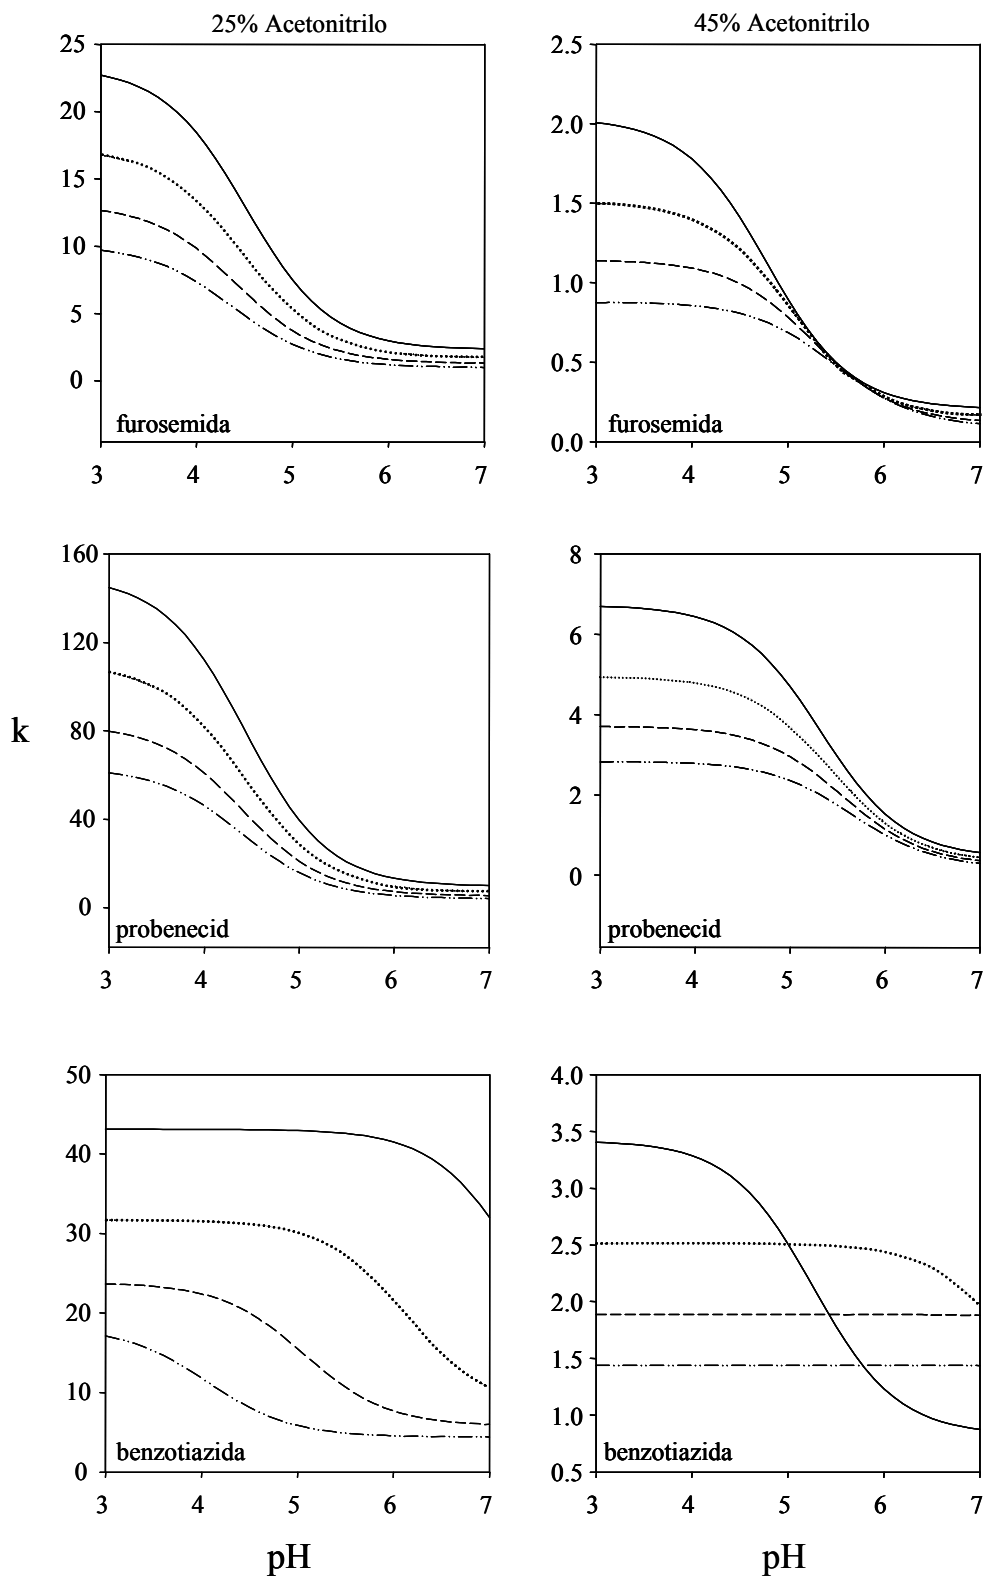 25% Acetonitrilo
45% Acetonitrilo
25
20
15
10
5
0
furosemida
3 4 5 6 7
2.5
2.0
1.5
1.0
0.5
0.0
furosemida
3 4 5 6 7
k
160
120
80
40
0
probenecid
3 4 5 6 7
8
6
4
2
0
probenecid
3 4 5 6 7
50
40
30
20
10
0
benzotiazida
3 4 5 6 7
pH
4.0
3.5
3.0
2.5
2.0
1.5
1.0
0.5
benzotiazida
3 4 5 6 7
pH